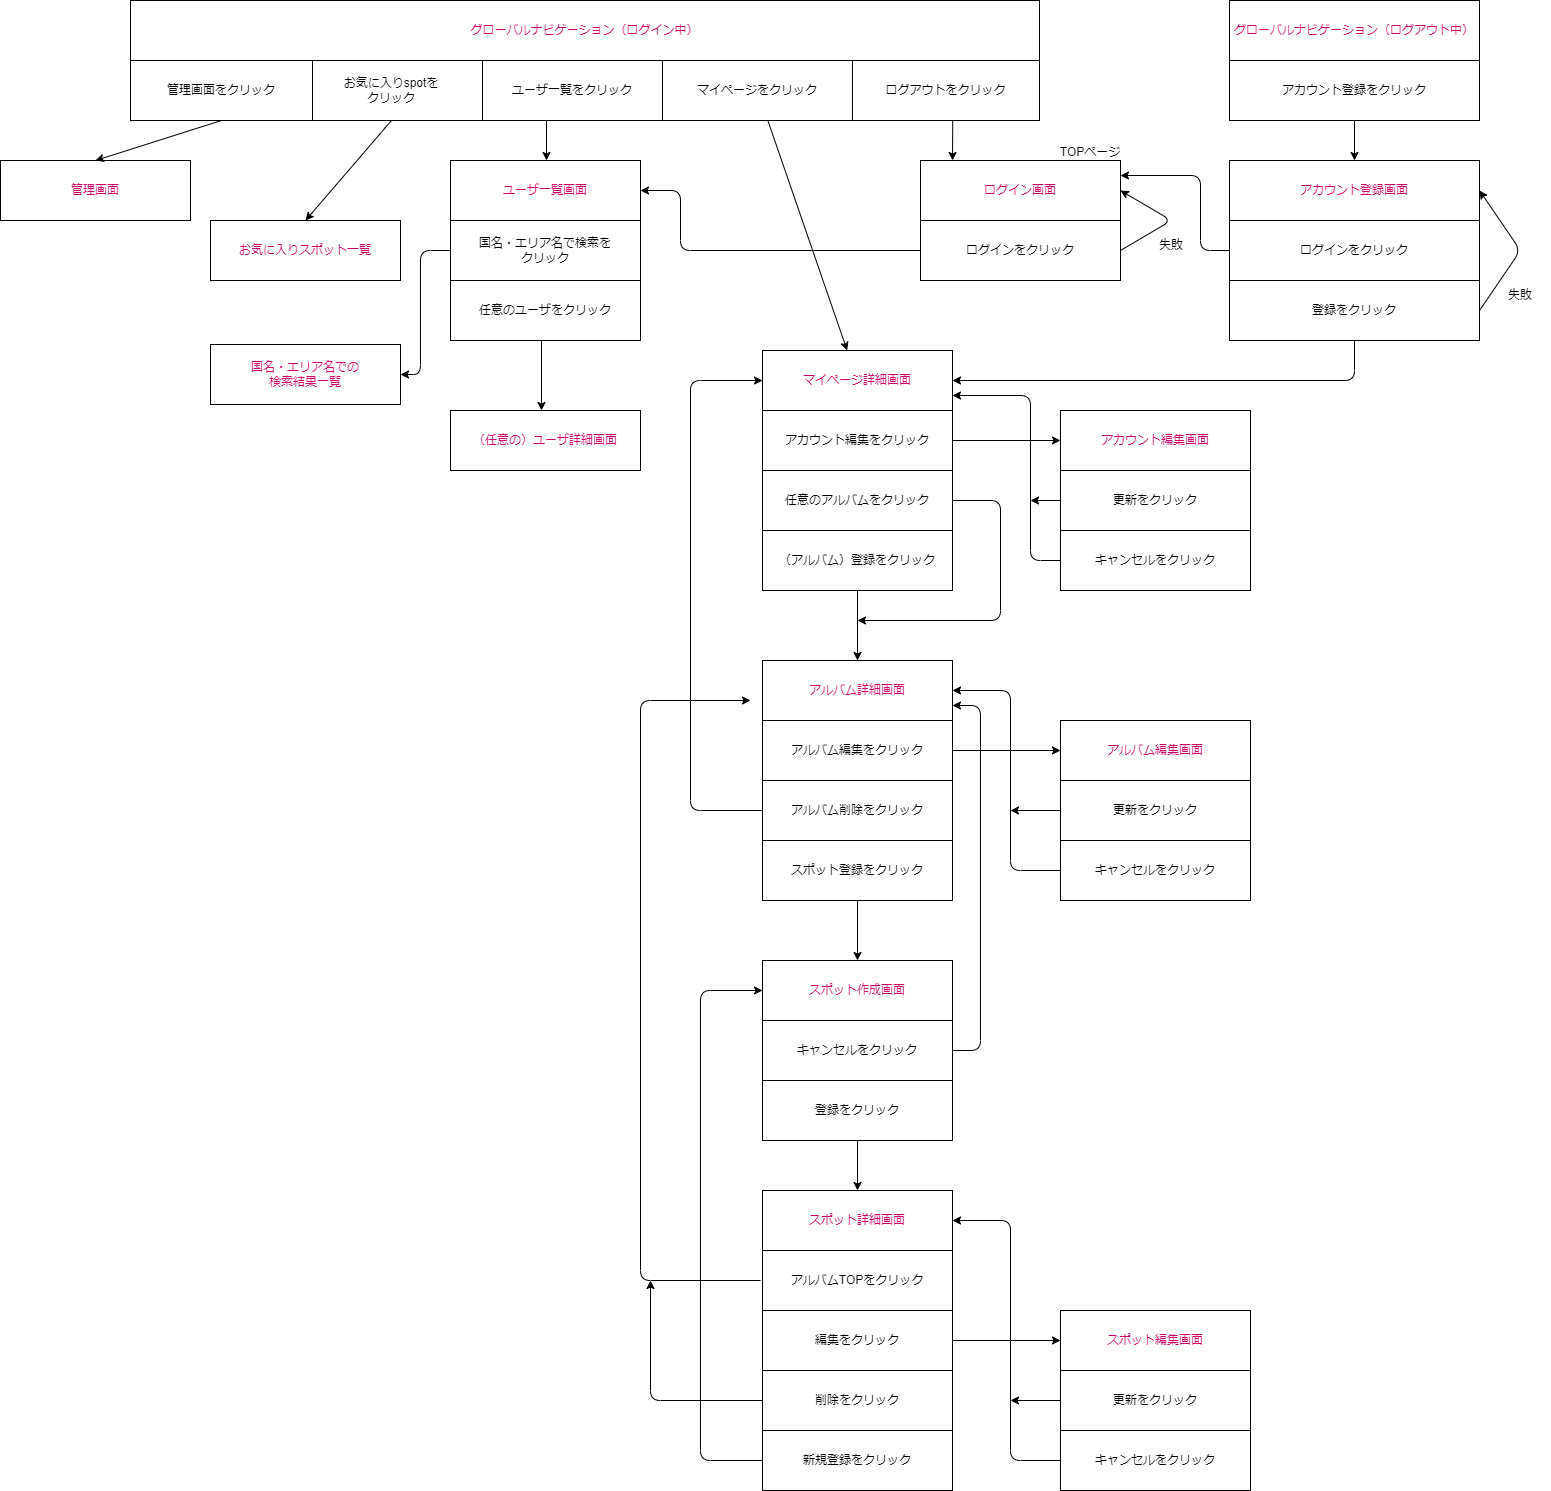 グローバルナビゲーション（ログイン中）
グローバルナビゲーション（ログアウト中）
管理画面をクリック
お気に入りspotを
クリック
ユーザ一覧をクリック
マイページをクリック
ログアウトをクリック
アカウント登録をクリック
TOPページ
管理画面
ユーザ一覧画面
ログイン画面
アカウント登録画面
お気に入りスポット一覧
国名・エリア名で検索を
クリック
ログインをクリック
失敗
ログインをクリック
任意のユーザをクリック
登録をクリック
失敗
国名・エリア名での
検索結果一覧
マイページ詳細画面
（任意の）ユーザ詳細画面
アカウント編集をクリック
アカウント編集画面
任意のアルバムをクリック
更新をクリック
（アルバム）登録をクリック
キャンセルをクリック
アルバム詳細画面
アルバム編集をクリック
アルバム編集画面
アルバム削除をクリック
更新をクリック
スポット登録をクリック
キャンセルをクリック
スポット作成画面
キャンセルをクリック
登録をクリック
スポット詳細画面
アルバムTOPをクリック
編集をクリック
スポット編集画面
削除をクリック
更新をクリック
新規登録をクリック
キャンセルをクリック